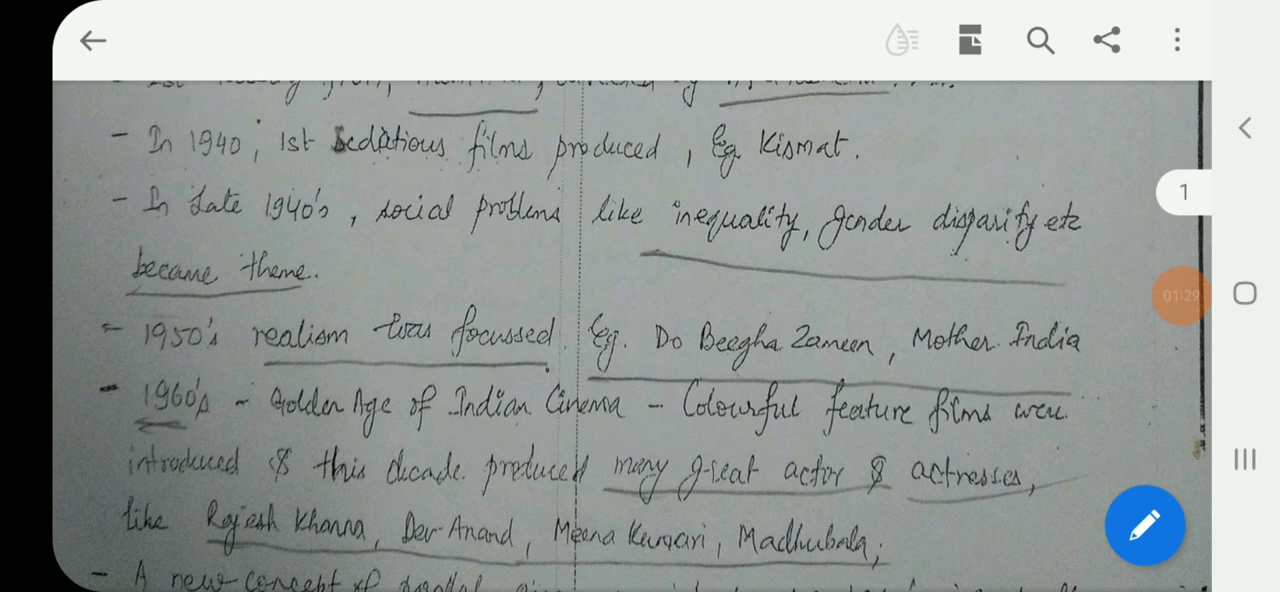 - In 1940, 1st Seditious films produced, Eg Kismat.
- In Late 1940's, social problems like inequality, gender disparity etc
1
became theme.
01:29
- 1950's realism was focussed. Eg. Do Beegha Zameen, Mother India
- 1960's - Golden Age of Indian Cinema - Colourful feature films were
introduced & this decade produced many great actor & actresses,
like Rajesh Khanna, Dev Anand, Meena Kumari, Madhubala;
- A new concept of